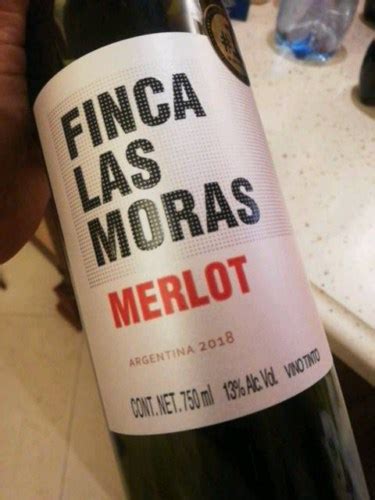 FINCA
LAS
MORAS
MERLOT
ARGENTINA 2018
CONT. NET. 750 ml 13% Alc. Vol. VINO TINTO